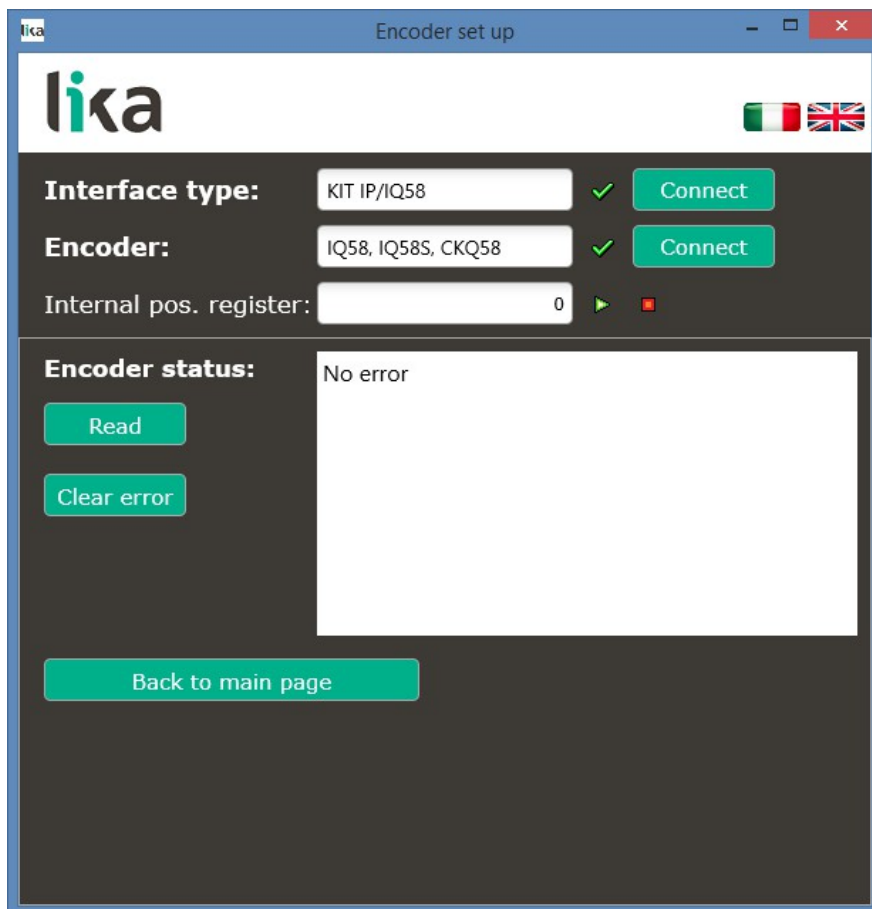 lika Encoder set up
lika
Interface type: KIT IP/IQ58 Connect
Encoder: IQ58, IQ58S, CKQ58 Connect
Internal pos. register: 0
Encoder status: No error
Read
Clear error
Back to main page